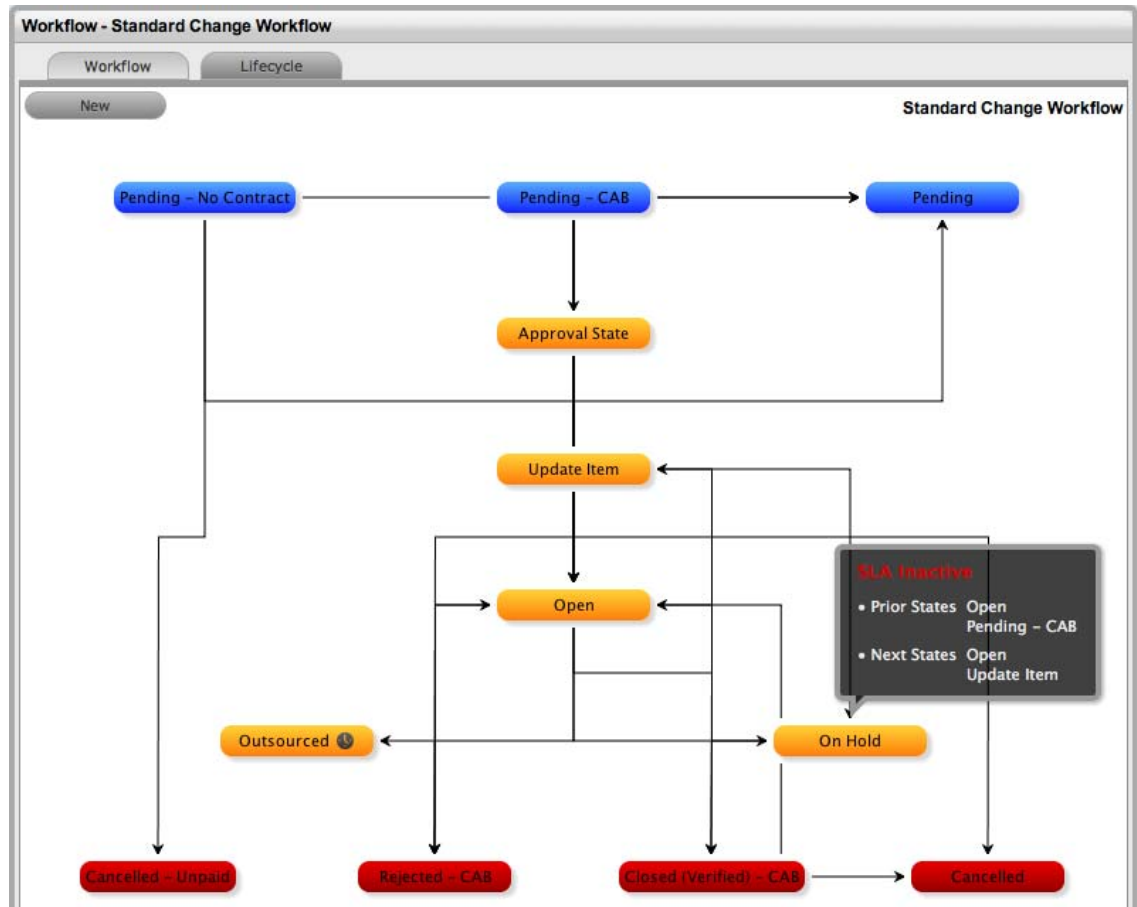 Workflow - Standard Change Workflow
Workflow
Lifecycle
New
Standard Change Workflow
Pending – No Contract
Pending – CAB
Pending
Approval State
Update Item
Open
SLA Inactive
• Prior States Open
Pending – CAB
• Next States Open
Update Item
Outsourced
On Hold
Cancelled – Unpaid
Rejected – CAB
Closed (Verified) – CAB
Cancelled